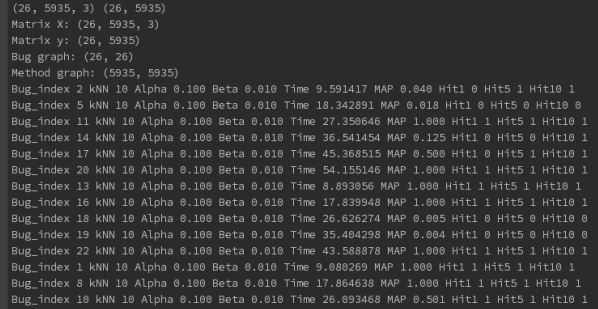 (26, 5935, 3) (26, 5935)
Matrix X: (26, 5935, 3)
Matrix y: (26, 5935)
Bug graph: (26, 26)
Method graph: (5935, 5935)
Bug_index 2 kNN 10 Alpha 0.100 Beta 0.010 Time 9.591417 MAP 0.040 Hit1 0 Hit5 1 Hit10 1
Bug_index 5 kNN 10 Alpha 0.100 Beta 0.010 Time 18.342891 MAP 0.018 Hit1 0 Hit5 0 Hit10 0
Bug_index 11 kNN 10 Alpha 0.100 Beta 0.010 Time 27.350646 MAP 1.000 Hit1 1 Hit5 1 Hit10 1
Bug_index 14 kNN 10 Alpha 0.100 Beta 0.010 Time 36.541454 MAP 0.125 Hit1 0 Hit5 0 Hit10 1
Bug_index 17 kNN 10 Alpha 0.100 Beta 0.010 Time 45.368515 MAP 0.500 Hit1 0 Hit5 1 Hit10 1
Bug_index 20 kNN 10 Alpha 0.100 Beta 0.010 Time 54.155146 MAP 1.000 Hit1 1 Hit5 1 Hit10 1
Bug_index 13 kNN 10 Alpha 0.100 Beta 0.010 Time 8.893056 MAP 1.000 Hit1 1 Hit5 1 Hit10 1
Bug_index 16 kNN 10 Alpha 0.100 Beta 0.010 Time 17.839948 MAP 1.000 Hit1 1 Hit5 1 Hit10 1
Bug_index 18 kNN 10 Alpha 0.100 Beta 0.010 Time 26.626274 MAP 0.005 Hit1 0 Hit5 0 Hit10 0
Bug_index 19 kNN 10 Alpha 0.100 Beta 0.010 Time 35.404298 MAP 0.004 Hit1 0 Hit5 0 Hit10 0
Bug_index 22 kNN 10 Alpha 0.100 Beta 0.010 Time 43.588878 MAP 1.000 Hit1 1 Hit5 1 Hit10 1
Bug_index 1 kNN 10 Alpha 0.100 Beta 0.010 Time 9.080269 MAP 1.000 Hit1 1 Hit5 1 Hit10 1
Bug_index 8 kNN 10 Alpha 0.100 Beta 0.010 Time 17.864638 MAP 1.000 Hit1 1 Hit5 1 Hit10 1
Bug_index 10 kNN 10 Alpha 0.100 Beta 0.010 Time 26.093468 MAP 0.501 Hit1 0 Hit5 1 Hit10 1